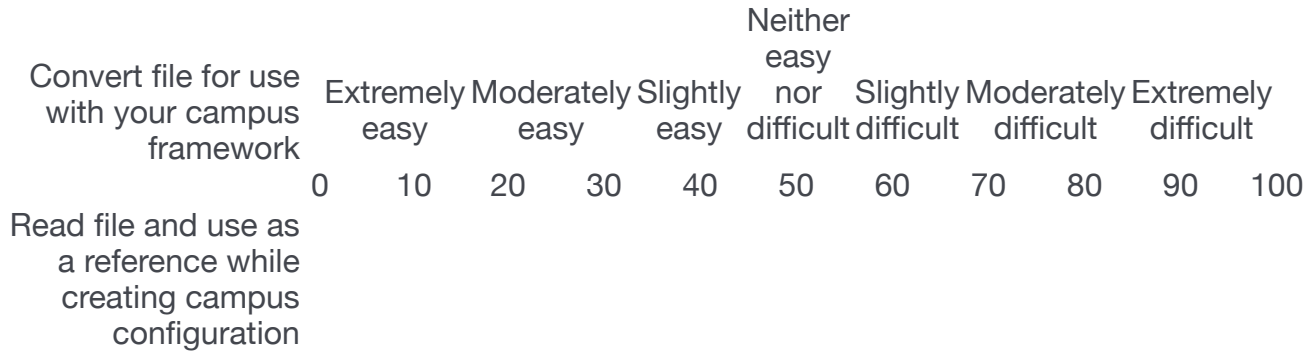 Convert file for use
with your campus
framework
Neither
easy
Extremely Moderately Slightly nor Slightly Moderately Extremely
easy easy easy difficult difficult difficult difficult
0 10 20 30 40 50 60 70 80 90 100
Read file and use as
a reference while
creating campus
configuration